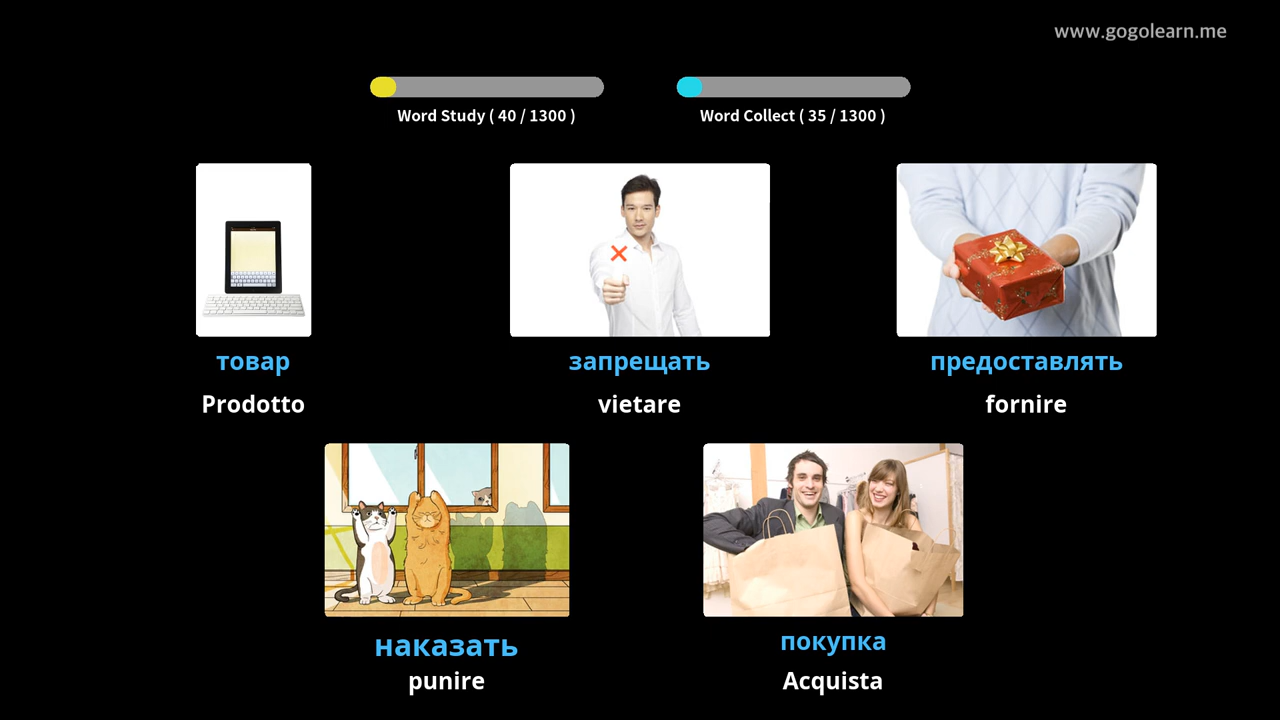 www.gogolearn.me
Word Study ( 40 / 1300 )
Word Collect ( 35 / 1300 )
товар
Prodotto
запрещать
vietare
предоставлять
fornire
наказать
punire
покупка
Acquista